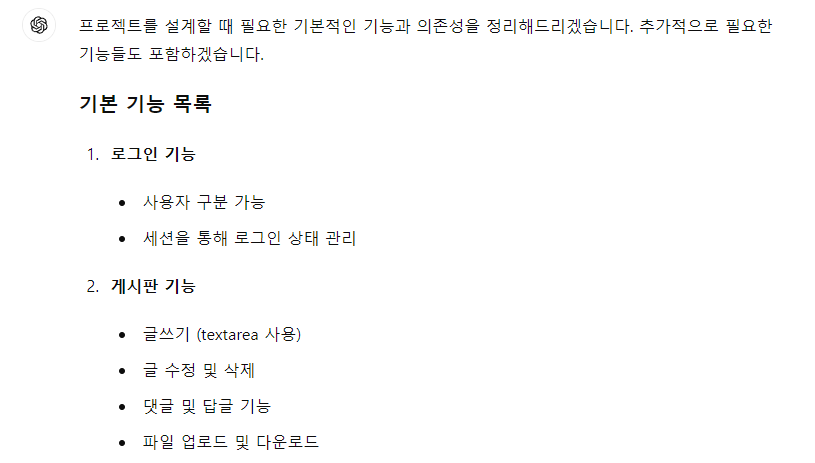 프로젝트를 설계할 때 필요한 기본적인 기능과 의존성을 정리해드리겠습니다. 추가적으로 필요한
기능들도 포함하겠습니다.
기본 기능 목록
1. 로그인 기능
• 사용자 구분 가능
• 세션을 통해 로그인 상태 관리
2. 게시판 기능
• 글쓰기 (textarea 사용)
• 글 수정 및 삭제
• 댓글 및 답글 기능
• 파일 업로드 및 다운로드